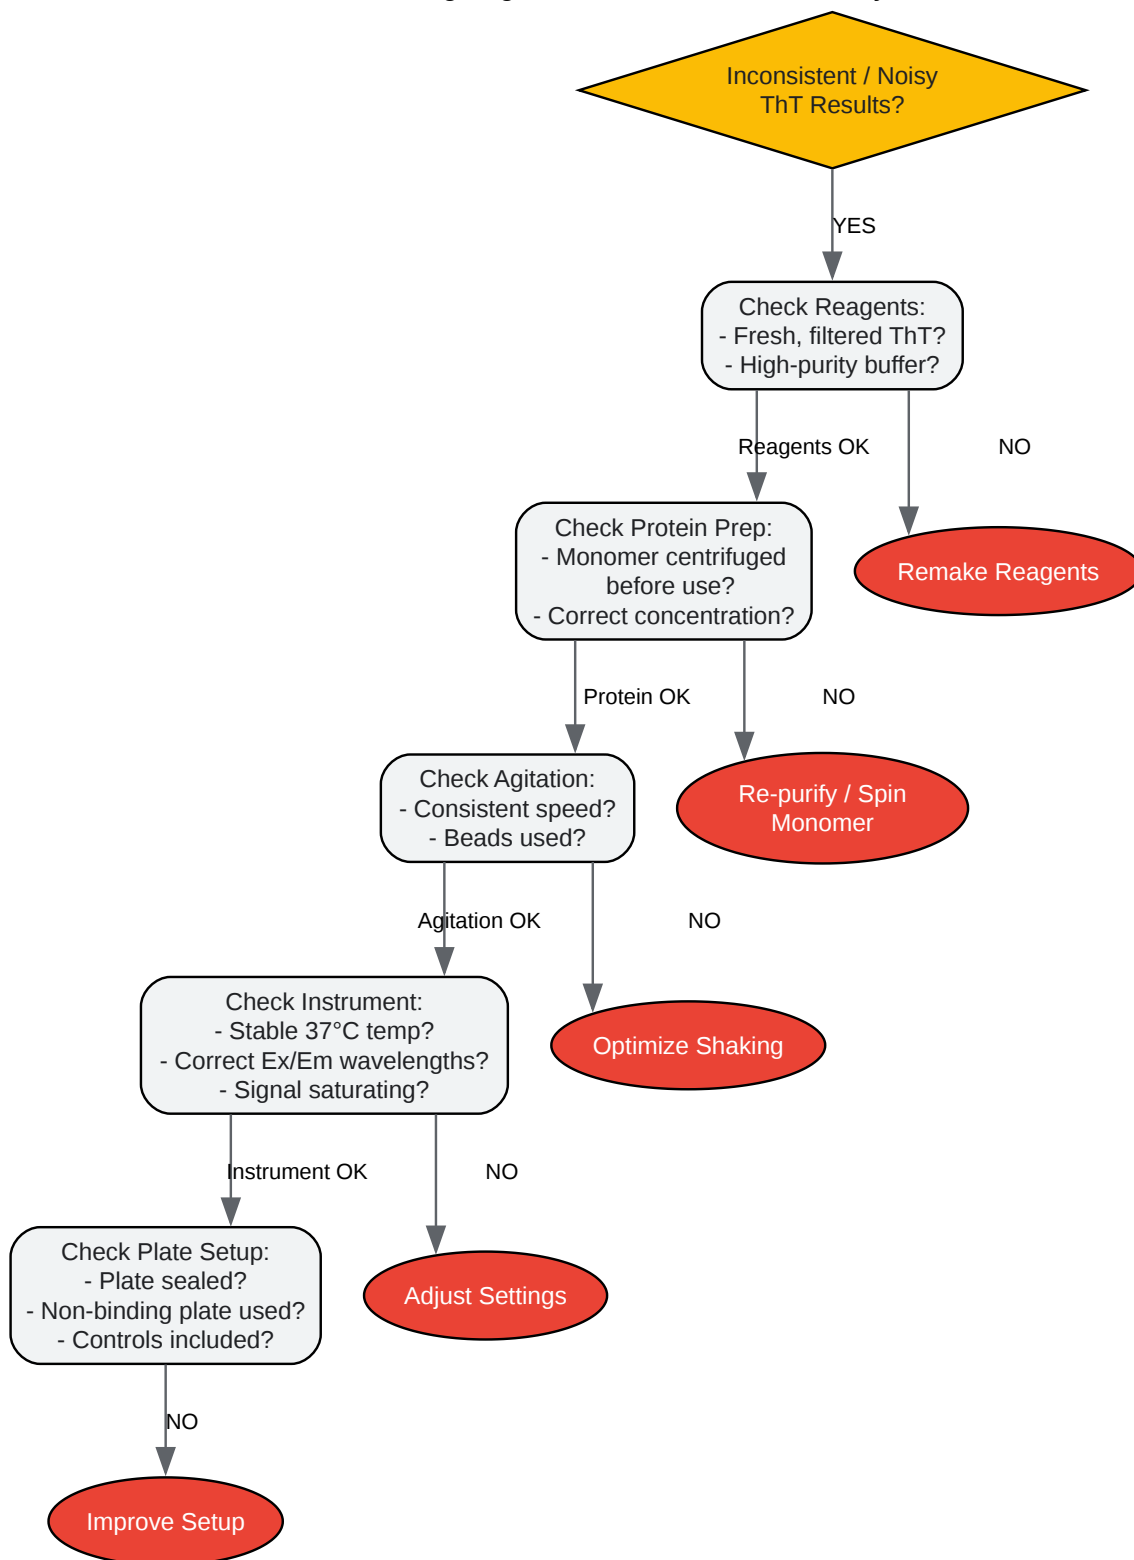 Inconsistent / Noisy
ThT Results?
YES
Check Reagents:
- Fresh, filtered ThT?
- High-purity buffer?
Reagents OK
NO
Check Protein Prep:
- Monomer centrifuged
before use?
- Correct concentration?
Remake Reagents
Protein OK
NO
Check Agitation:
- Consistent speed?
- Beads used?
Re-purify / Spin
Monomer
Agitation OK
NO
Check Instrument:
- Stable 37°C temp?
- Correct Ex/Em wavelengths?
- Signal saturating?
Optimize Shaking
Instrument OK
NO
Check Plate Setup:
- Plate sealed?
- Non-binding plate used?
- Controls included?
Adjust Settings
NO
Improve Setup